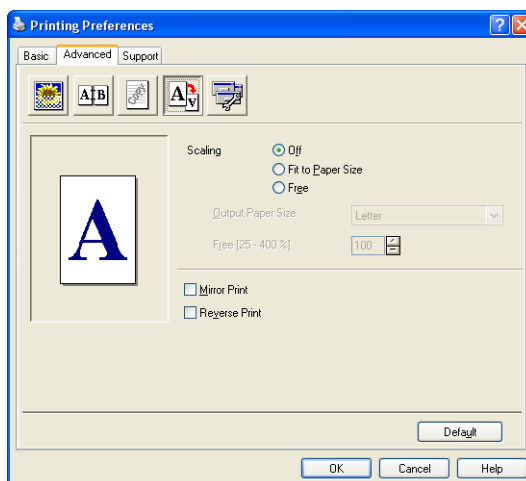 Printing Preferences
Basic Advanced Support
A B A A
Scaling Off
Fit to Paper Size
Free
A
Output Paper Size Letter
Free [25 - 400 %] 100
Mirror Print
Reverse Print
Default
OK Cancel Help